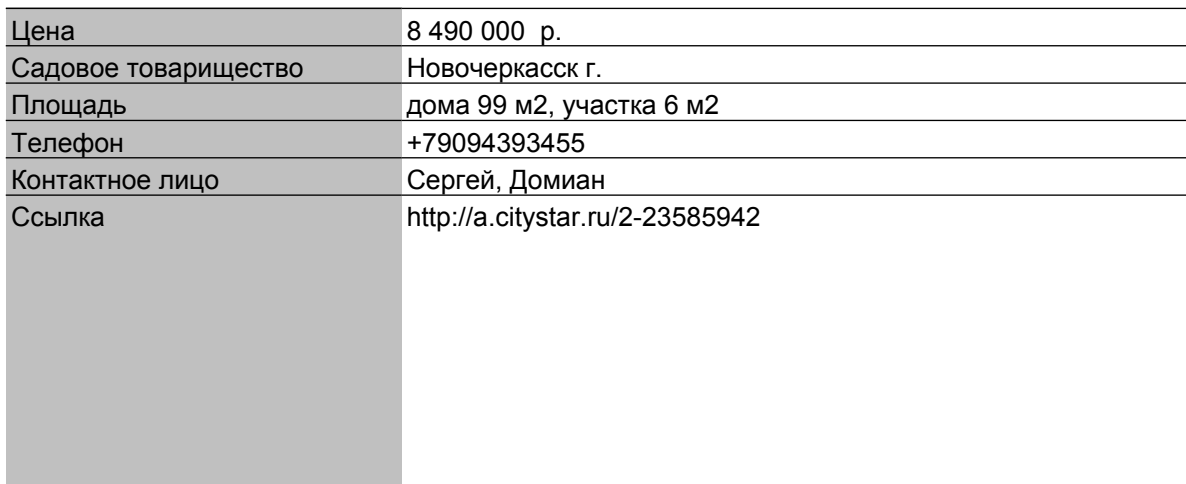 Цена 8 490 000 р.
Садовое товарищество Новочеркасск г.
Площадь дома 99 м2, участка 6 м2
Телефон +79094393455
Контактное лицо Сергей, Домиан
Ссылка http://a.citystar.ru/2-23585942